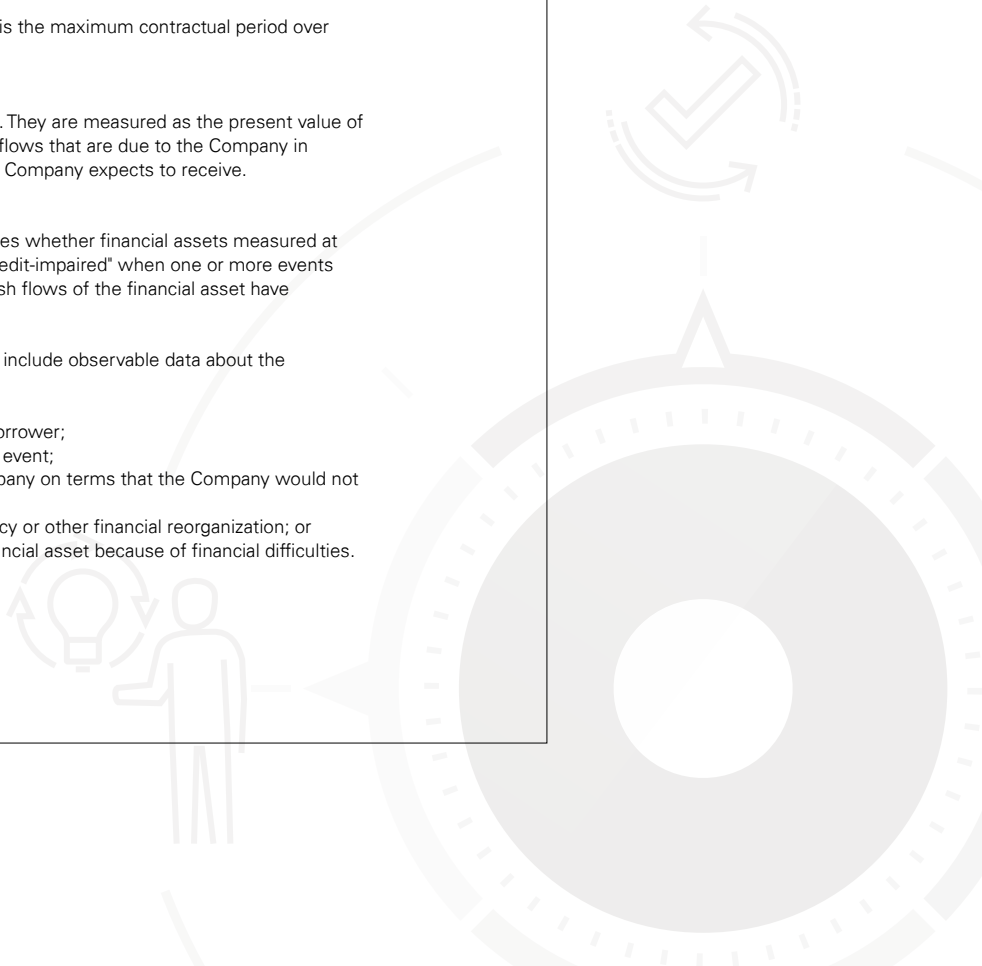 is the maximum contractual period over
. They are measured as the present value of
flows that are due to the Company in
Company expects to receive.
es whether financial assets measured at
edit-impaired" when one or more events
sh flows of the financial asset have
include observable data about the
orrower;
event;
pany on terms that the Company would not
cy or other financial reorganization; or
ncial asset because of financial difficulties.